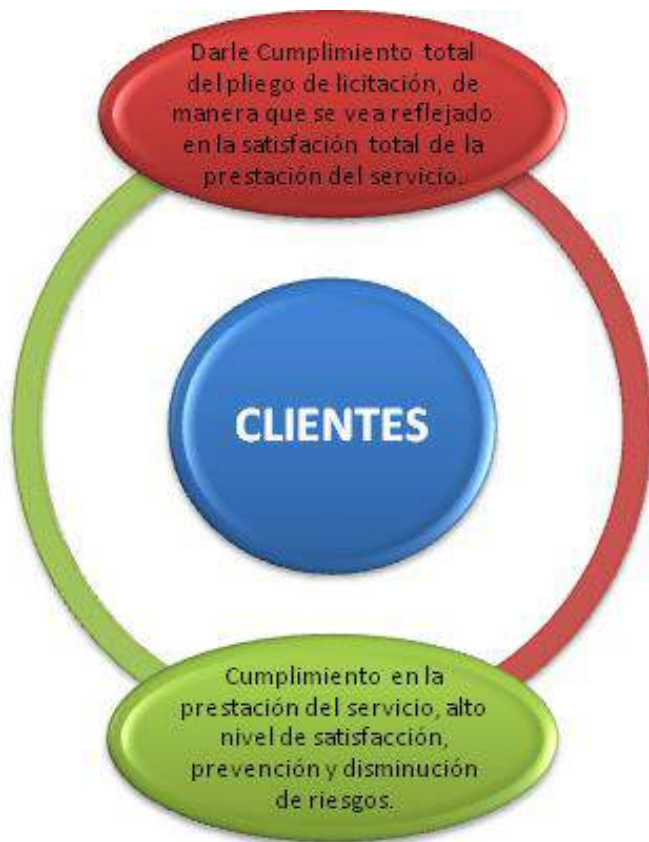 Darle Cumplimiento total
del pliego de licitación, de
manera que se vea reflejado
en la satisfacción total de la
prestación del servicio.
CLIENTES
Cumplimiento en la
prestación del servicio, alto
nivel de satisfacción,
prevención y disminución
de riesgos.